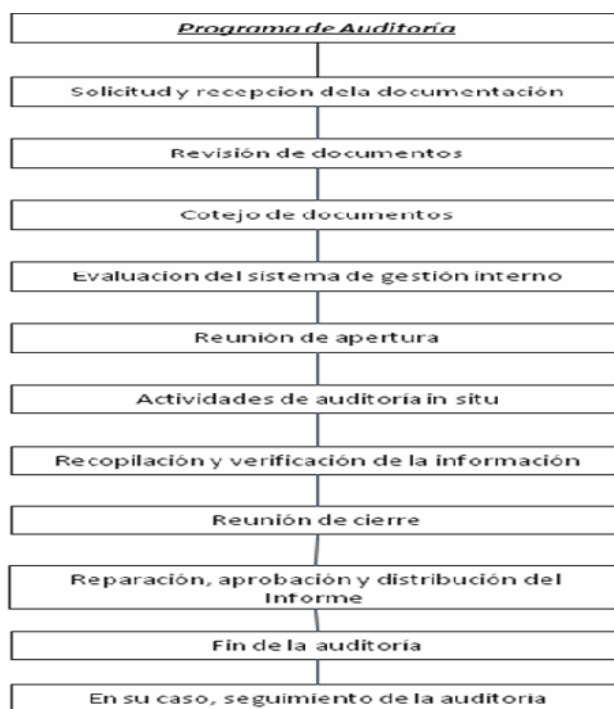 Programa de Auditoría
Solicitud y recepcion dela documentación
Revisión de documentos
Cotejo de documentos
Evaluacion del sistema de gestión interno
Reunión de apertura
Actividades de auditoría in situ
Recopilación y verificación de la información
Reunión de cierre
Reparación, aprobación y distribución del
Informe
Fin de la auditoría
En su caso, seguimiento de la auditoria